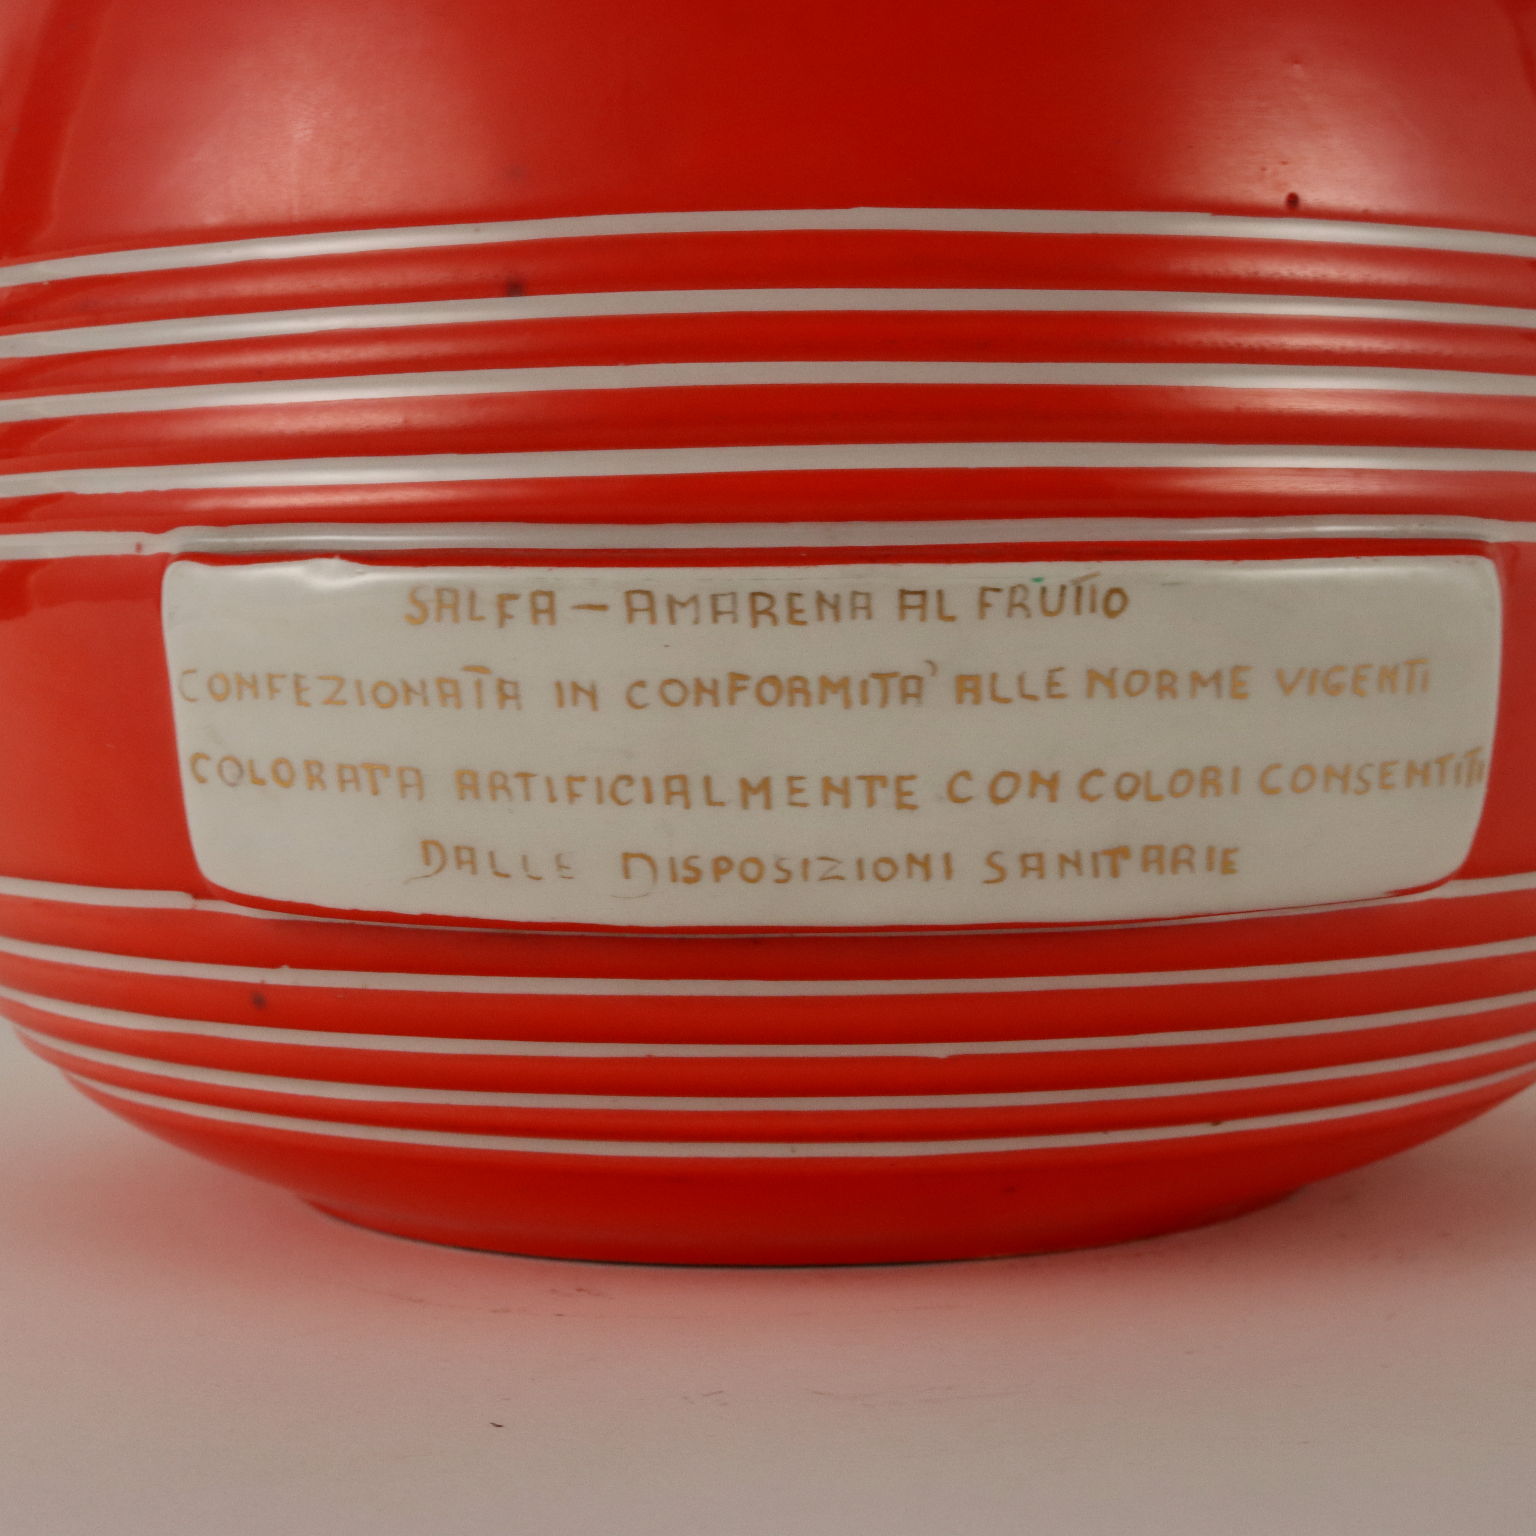 SALFA - AMARENA AL FRUTTO
CONFEZIONATA IN CONFORMITA' ALLE NORME VIGENTI
COLORATA ARTIFICIALMENTE CON COLORI CONSENTITI
DALLE DISPOSIZIONI SANITARIE